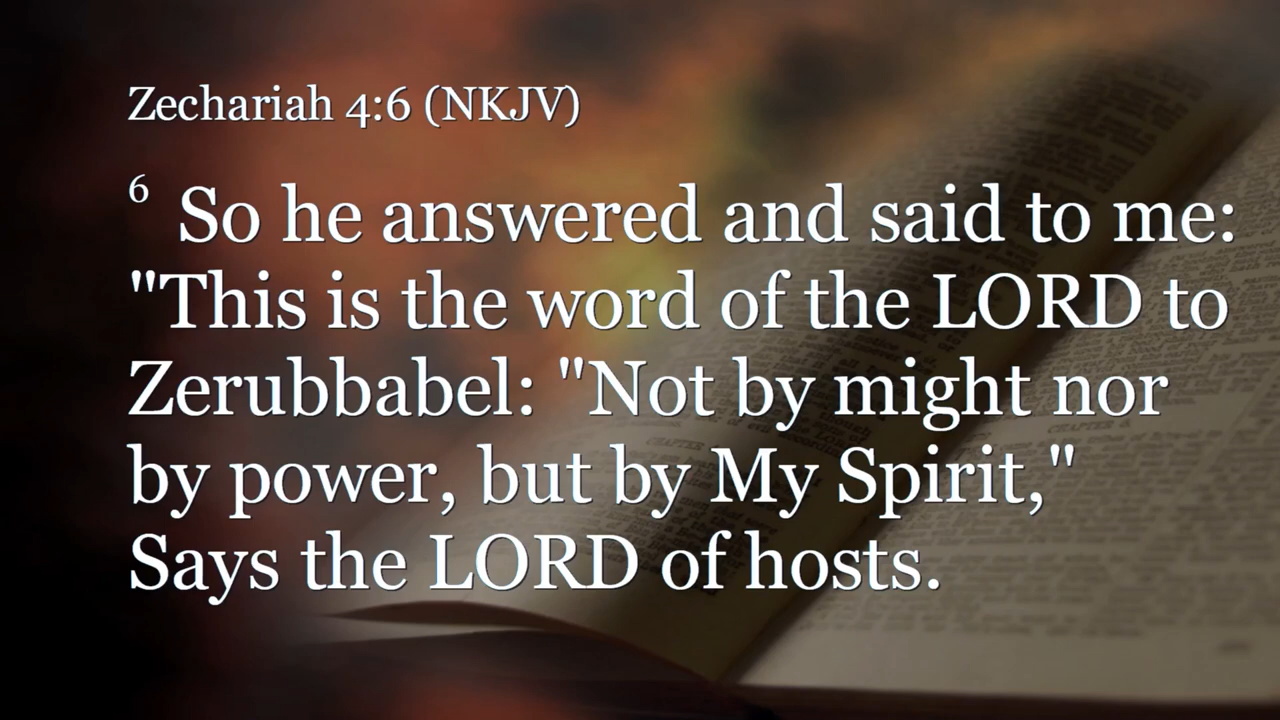 Zechariah 4:6 (NKJV)
6 So he answered and said to me:
"This is the word of the LORD to
Zerubbabel: "Not by might nor
by power, but by My Spirit,"
Says the LORD of hosts.